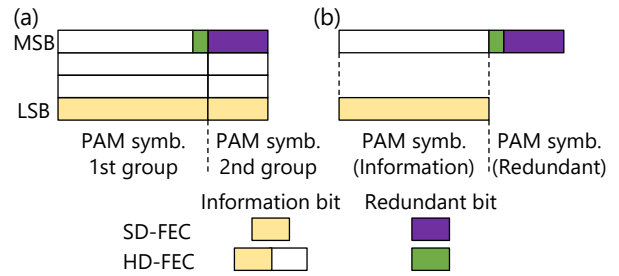 (a)
(b)
MSB
LSB
PAM symb. PAM symb. PAM symb. PAM symb.
1st group 2nd group (Information) (Redundant)
Information bit Redundant bit
SD-FEC
HD-FEC